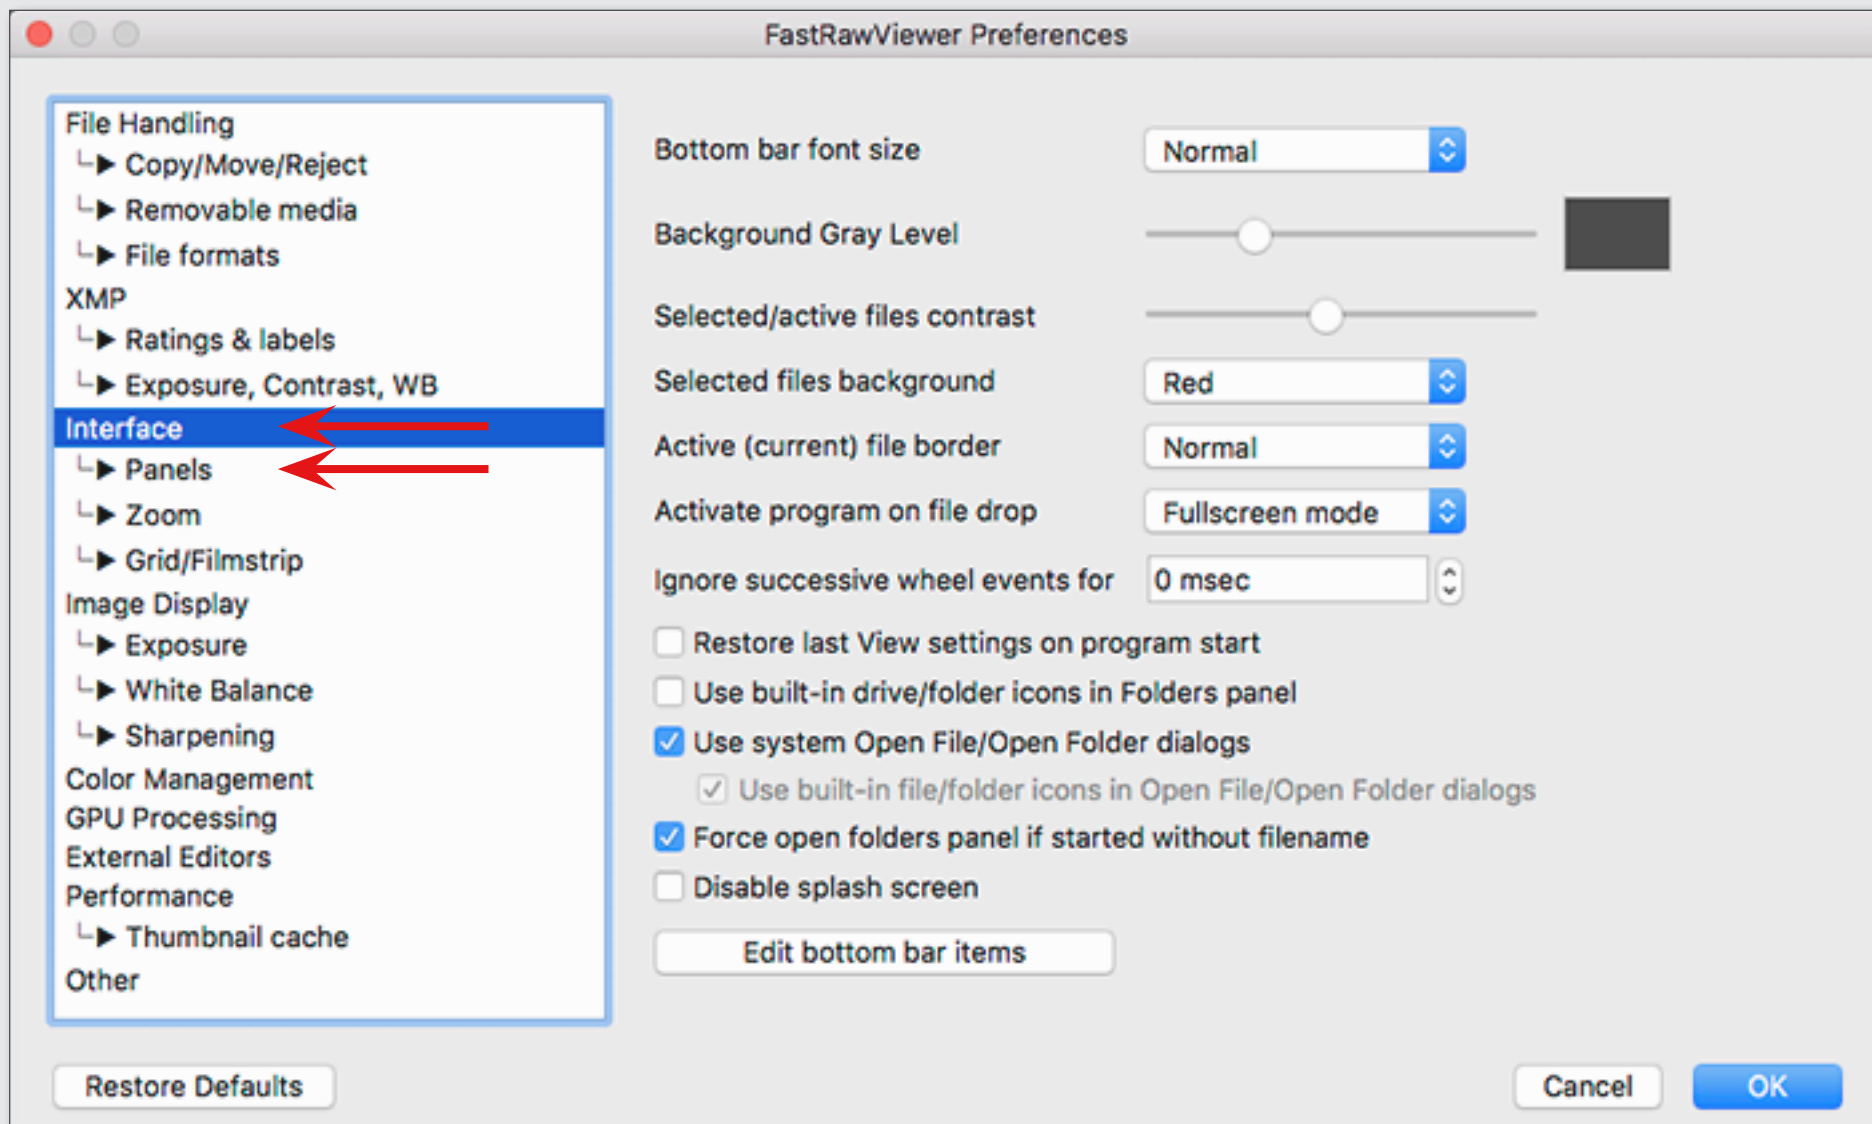 FastRawViewer Preferences
File Handling
Copy/Move/Reject
Removable media
File formats
XMP
Ratings & labels
Exposure, Contrast, WB
Interface
Panels
Zoom
Grid/Filmstrip
Image Display
Exposure
White Balance
Sharpening
Color Management
GPU Processing
External Editors
Performance
Thumbnail cache
Other
Bottom bar font size Normal
Background Gray Level
Selected/active files contrast
Selected files background Red
Active (current) file border Normal
Activate program on file drop Fullscreen mode
Ignore successive wheel events for 0 msec
Restore last View settings on program start
Use built-in drive/folder icons in Folders panel
Use system Open File/Open Folder dialogs
Use built-in file/folder icons in Open File/Open Folder dialogs
Force open folders panel if started without filename
Disable splash screen
Edit bottom bar items
Restore Defaults Cancel OK